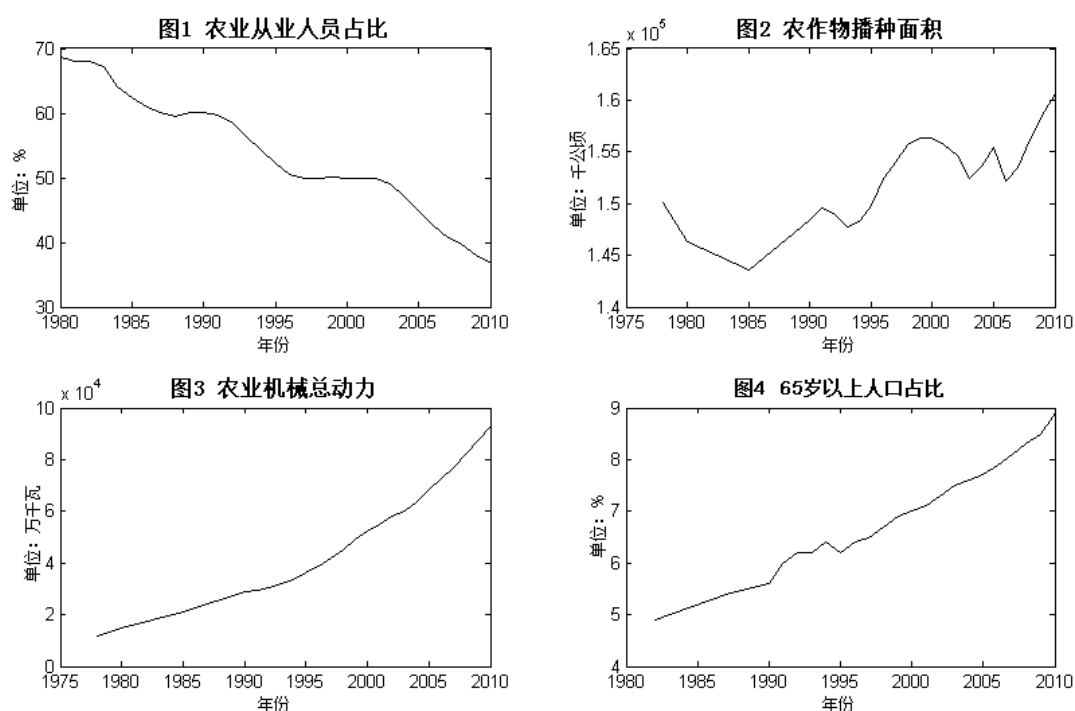 图1 农业从业人员占比
70
60
50
40
30
单位: %
1980 1985 1990 1995 2000 2005 2010
年份
图2 农作物播种面积
x 10^5
1.65
1.6
1.55
1.5
1.45
1.4
单位: 千公顷
1975 1980 1985 1990 1995 2000 2005 2010
年份
图3 农业机械总动力
x 10^4
10
8
6
4
2
0
单位: 万千瓦
1975 1980 1985 1990 1995 2000 2005 2010
年份
图4 65岁以上人口占比
9
8
7
6
5
4
单位: %
1980 1985 1990 1995 2000 2005 2010
年份